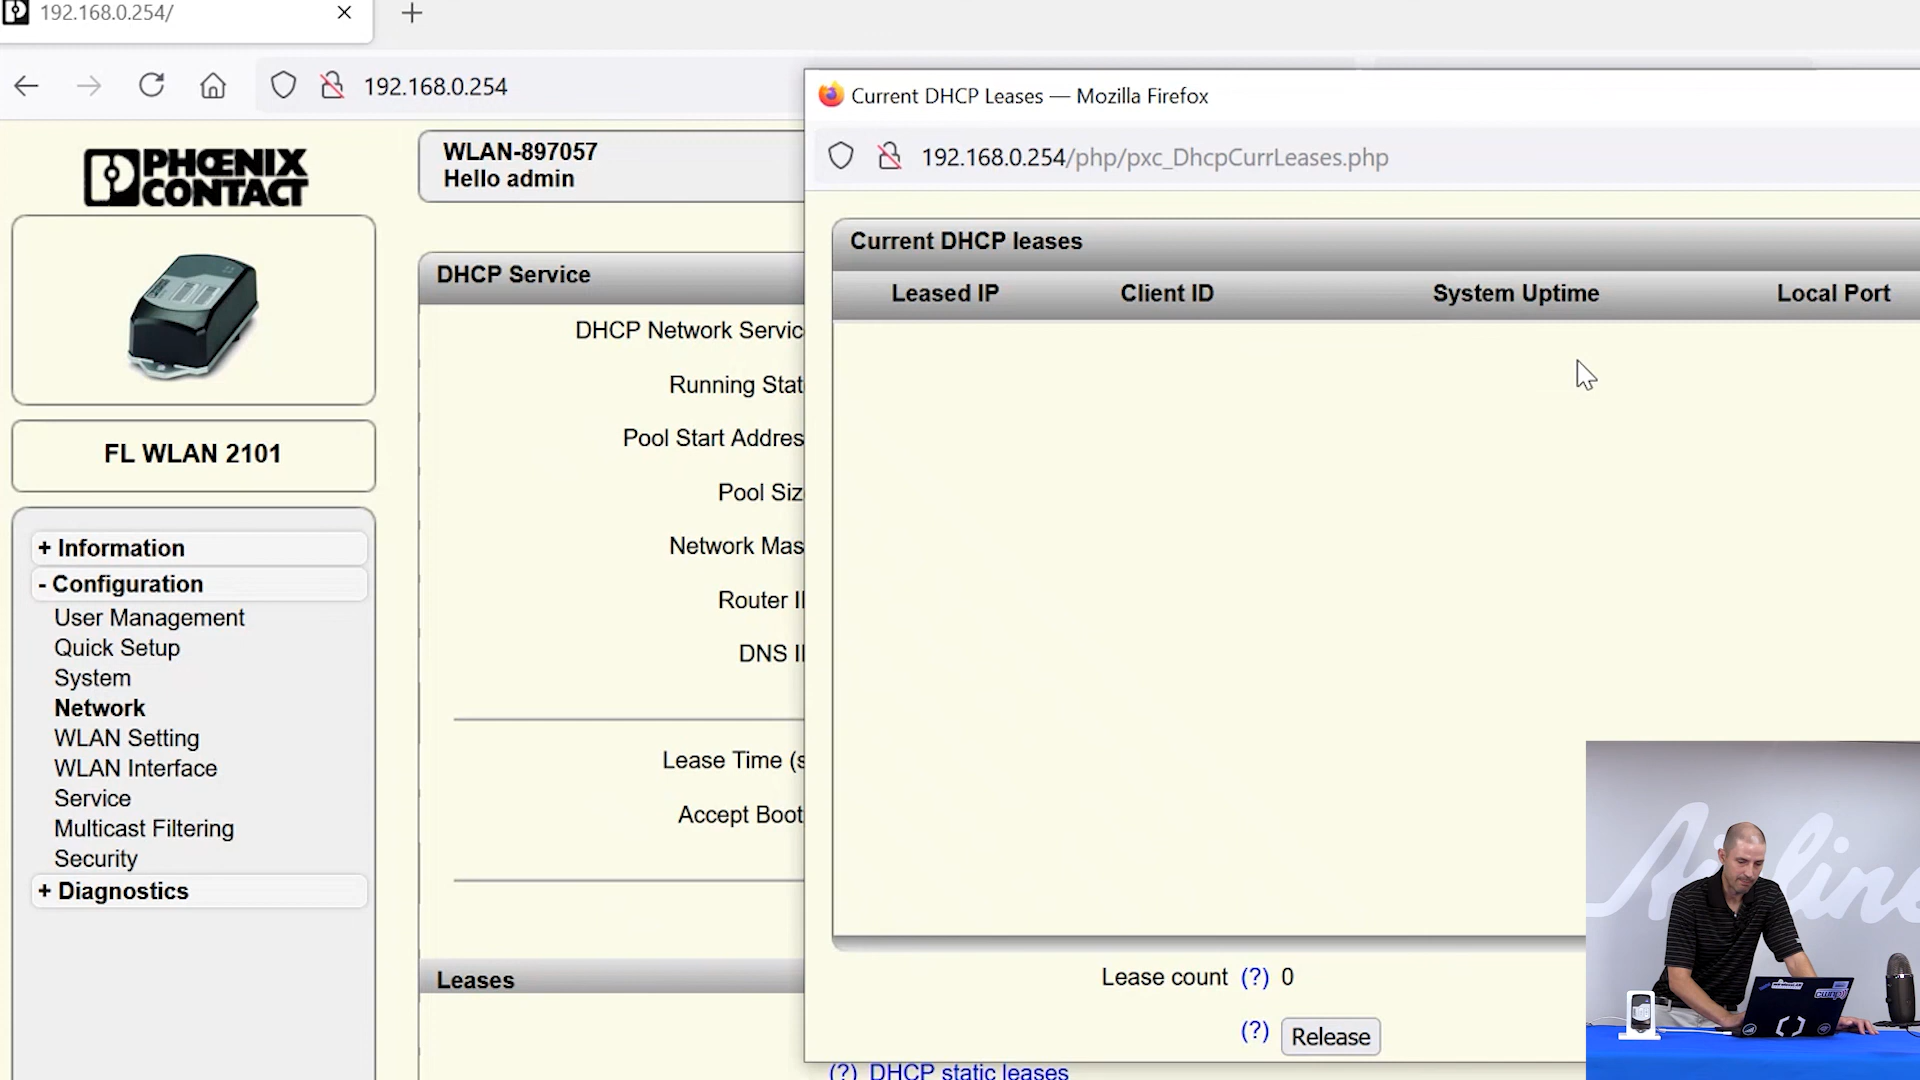 192.168.0.254/
192.168.0.254
PHŒNIX
CONTACT
FL WLAN 2101
+ Information
- Configuration
User Management
Quick Setup
System
Network
WLAN Setting
WLAN Interface
Service
Multicast Filtering
Security
+ Diagnostics
WLAN-897057
Hello admin
DHCP Service
DHCP Network Servic
Running Stat
Pool Start Addres
Pool Siz
Network Mas
Router I
DNS I
Lease Time (s
Accept Boot
Leases
(?) DHCP static leases
Current DHCP Leases — Mozilla Firefox
192.168.0.254/php/pxc_DhcpCurrLeases.php
Current DHCP leases
Leased IP Client ID System Uptime Local Port
Lease count (?) 0
(?) Release
Airline
cwnp